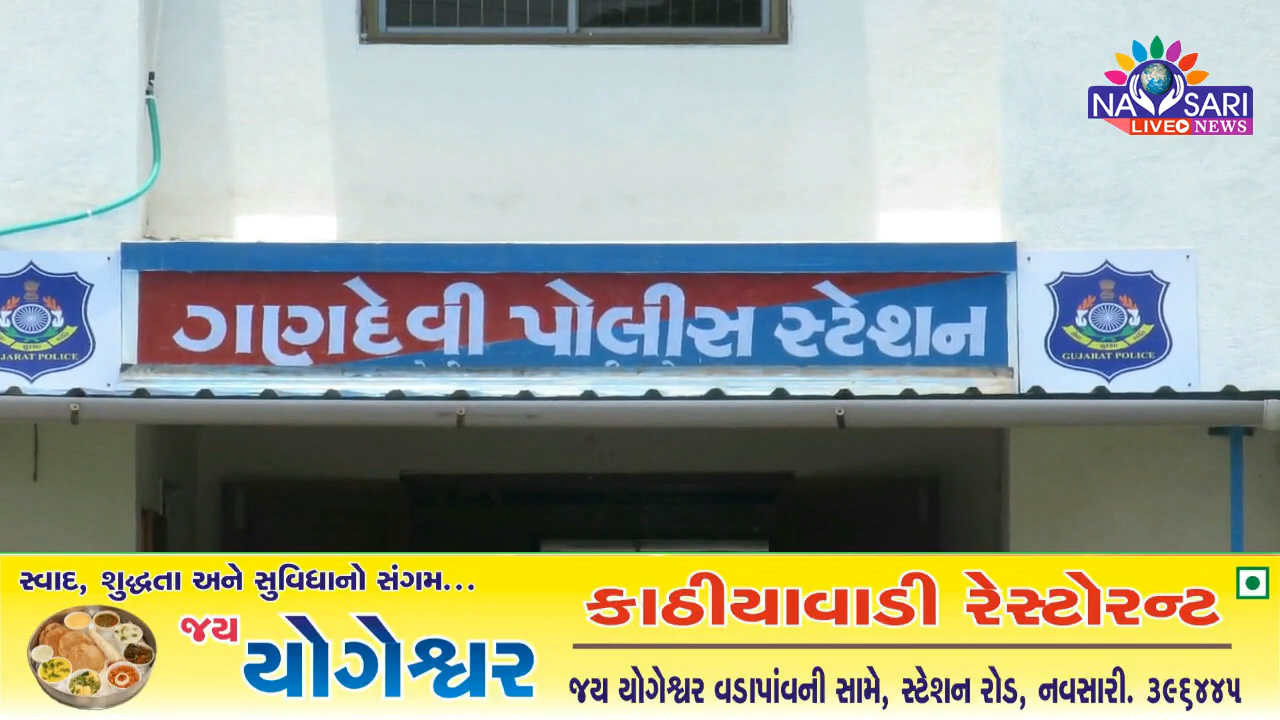 NAVSARI
LIVE NEWS
ગણદેવી પોલીસ સ્ટેશન
JARAT POLICE
GUJARAT POLICE
સ્વાદ, શુદ્ધતા અને સુવિધાનો સંગમ...
જય
યોગેશ્વર
કાઠીયાવાડી રેસ્ટોરન્ટ
જય યોગેશ્વર વડાપાંવની સામે, સ્ટેશન રોડ, નવસારી. ૩૯૬૪૪૫